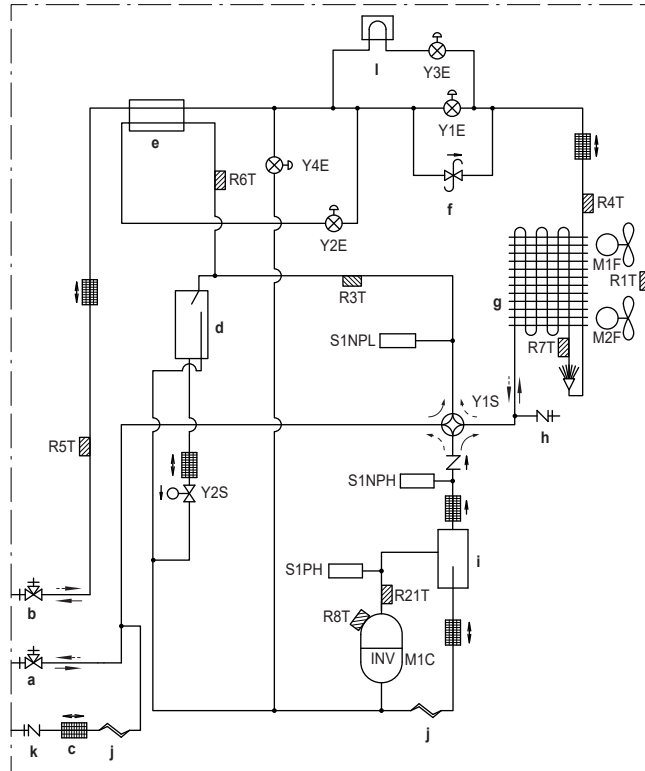 l
Y3E
e
Y1E
R6T
Y4E
f
R4T
Y2E
M1F
R1T
R3T
g
d
S1NPL
M2F
R7T
Y1S
R5T
h
S1NPH
Y2S
S1PH
i
b
R21T
R8T
INV
M1C
a
j
k
c
j